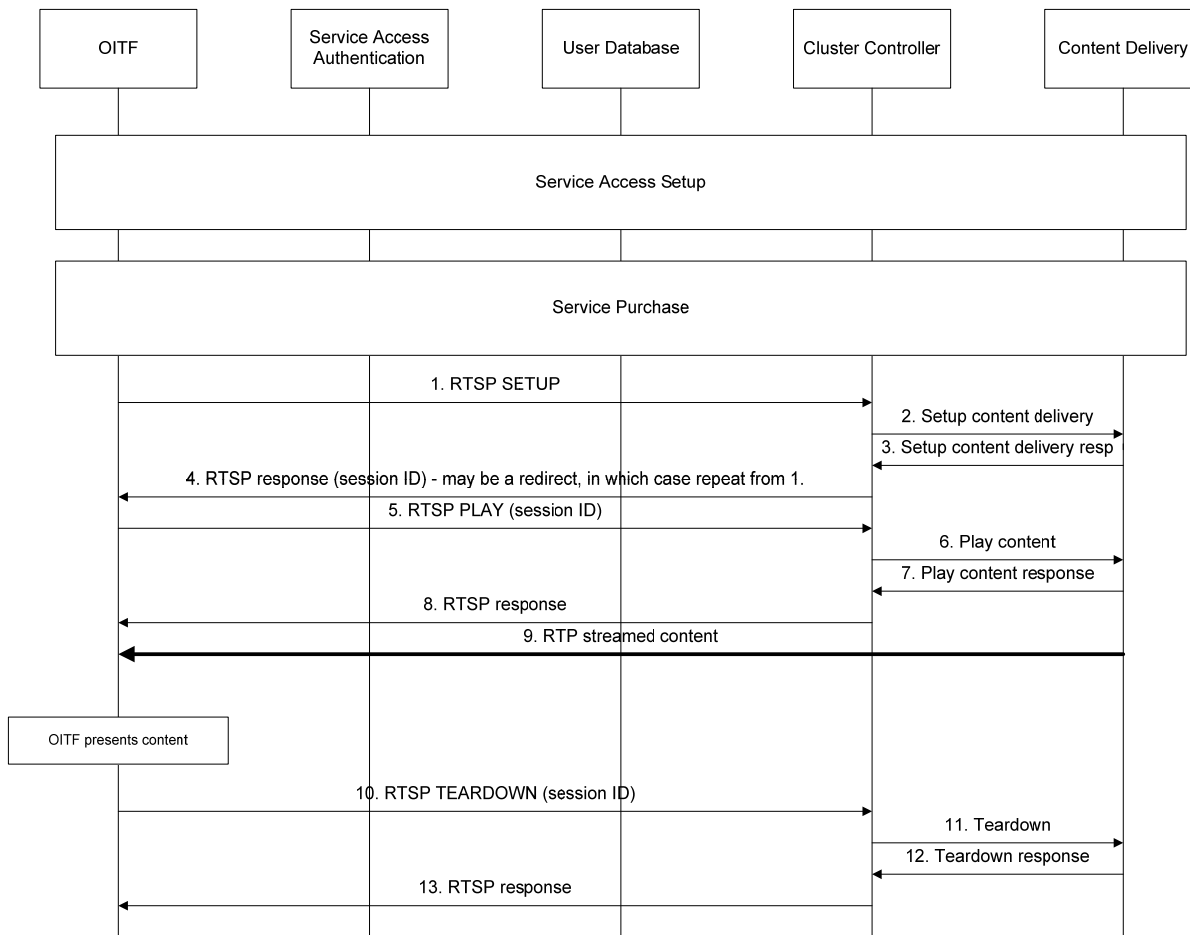 OITF
Service Access
Authentication
User Database
Cluster Controller
Content Delivery
Service Access Setup
Service Purchase
1. RTSP SETUP
2. Setup content delivery
3. Setup content delivery resp
4. RTSP response (session ID) - may be a redirect, in which case repeat from 1.
5. RTSP PLAY (session ID)
6. Play content
7. Play content response
8. RTSP response
9. RTP streamed content
OITF presents content
10. RTSP TEARDOWN (session ID)
11. Teardown
12. Teardown response
13. RTSP response